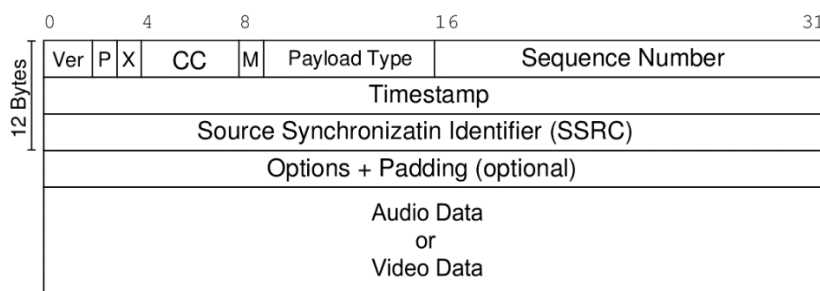 0 4 8 16 31
12 Bytes
Ver P X CC M Payload Type Sequence Number
Timestamp
Source Synchronizatin Identifier (SSRC)
Options + Padding (optional)
Audio Data
or
Video Data